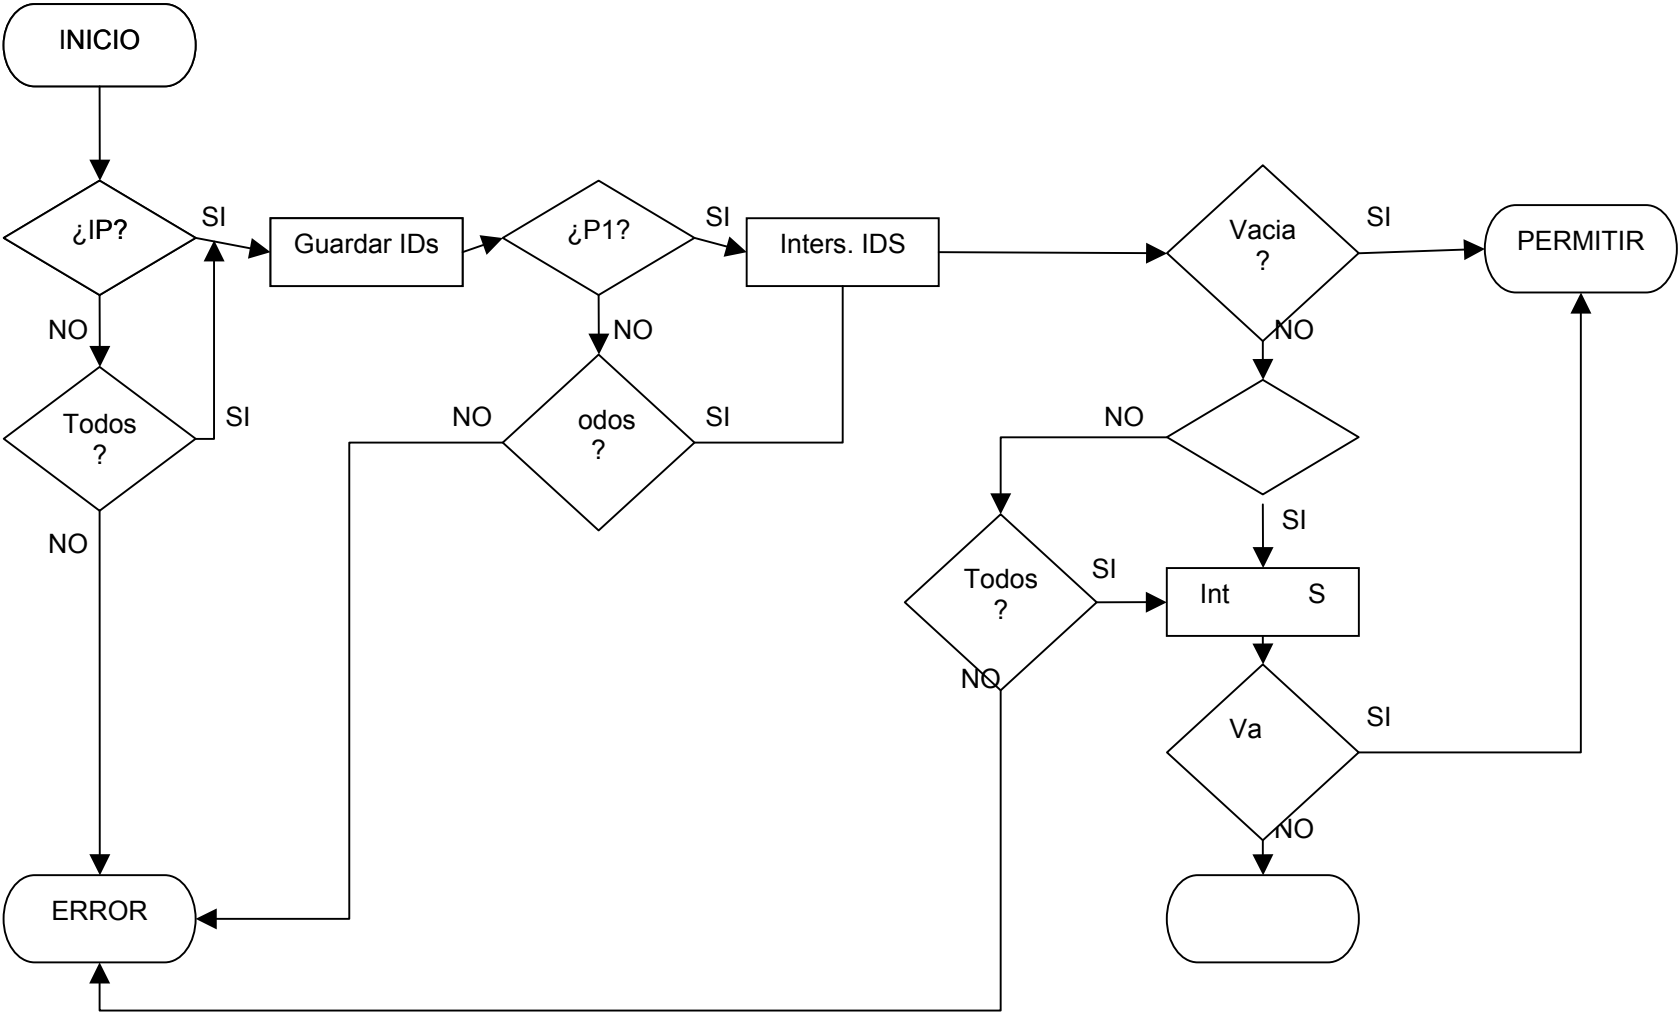 INICIO
¿IP?
SI
Guardar IDs
¿P1?
SI
Inters. IDS
Vacia
?
SI
PERMITIR
NO
NO
NO
Todos
?
SI
NO
odos
?
SI
NO
NO
SI
Todos
?
SI
Int S
NO
Va
SI
NO
ERROR